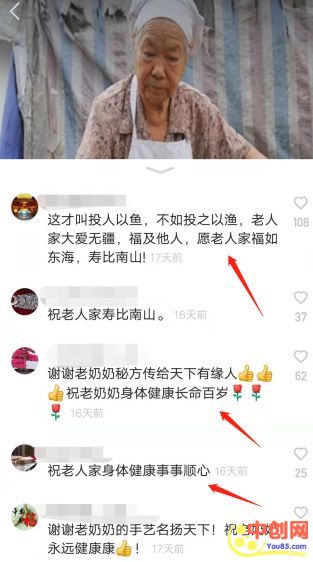 这才叫投人以鱼，不如投之以渔，老人
家大爱无疆，福及他人，愿老人家福如
东海，寿比南山! 17天前
108
祝老人家寿比南山 。 16天前
37
谢谢老奶奶秘方传给天下有缘人👍👍
👍祝老奶奶身体健康长命百岁🌹🌹
🌹 16天前
62
祝老人家身体健康事事顺心 16天前
25
谢谢老奶奶的手艺名扬天下！祝
永远健康康👍！ 17天前
中创网
You85.com